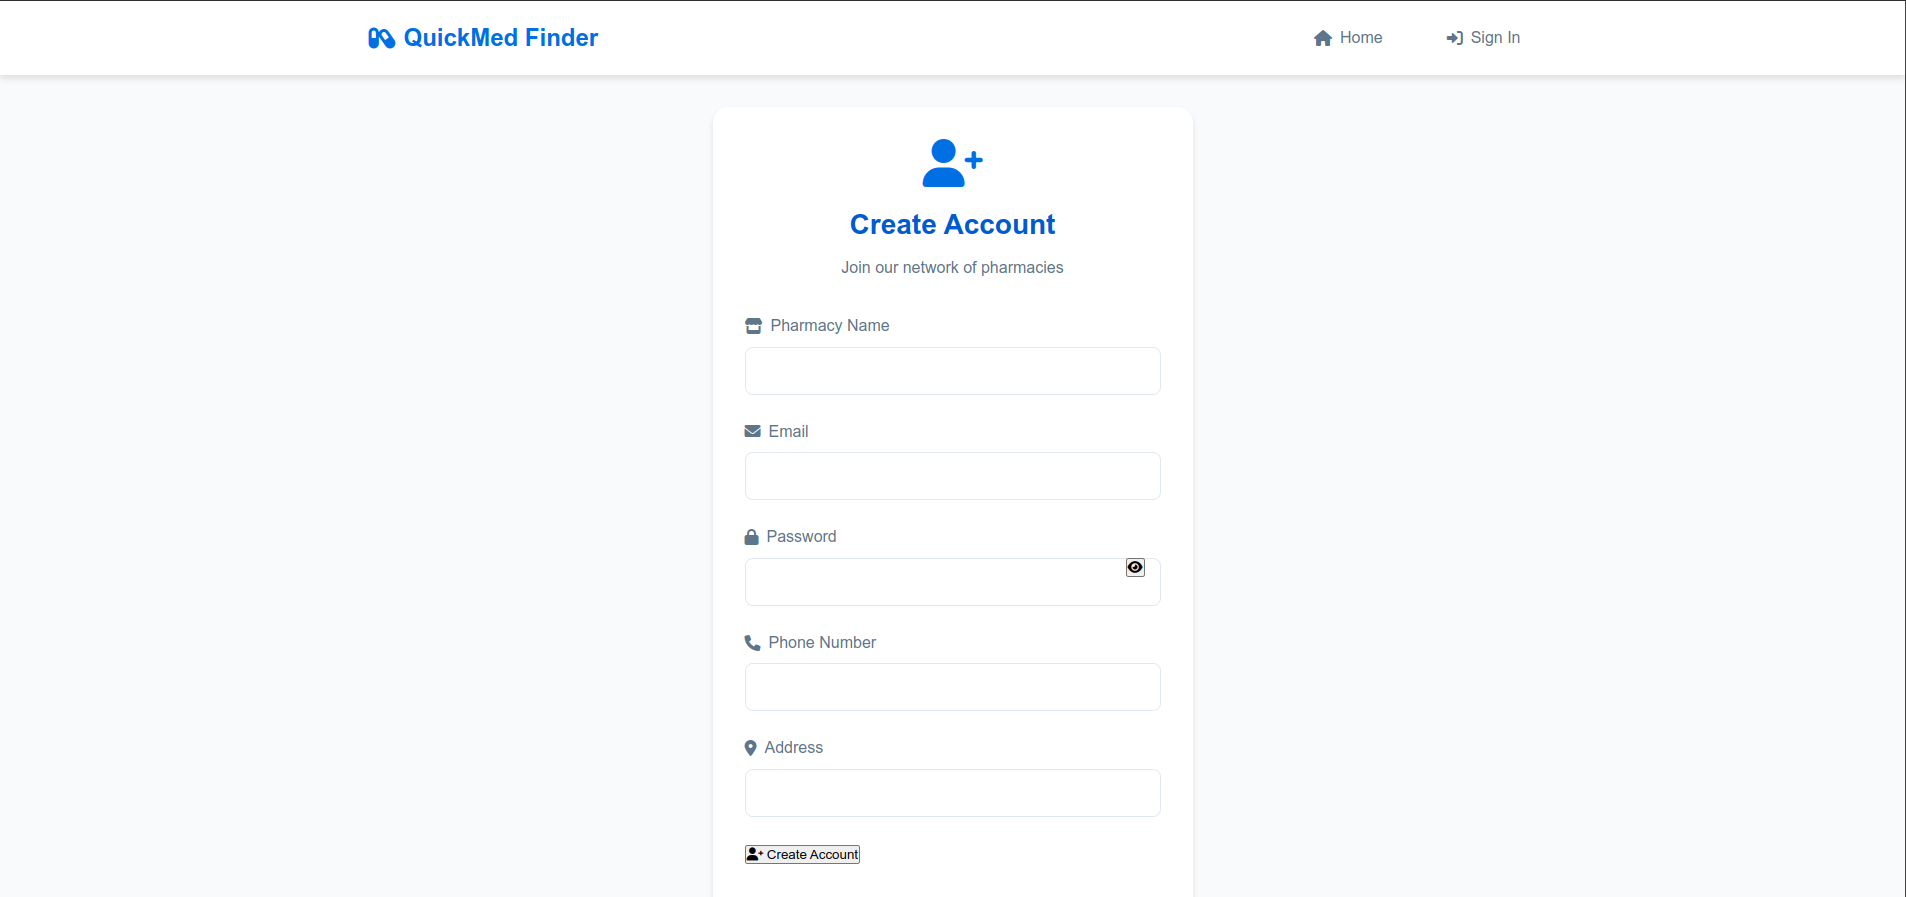 QuickMed Finder
Home
Sign In
Create Account
Join our network of pharmacies
Pharmacy Name
Email
Password
Phone Number
Address
Create Account